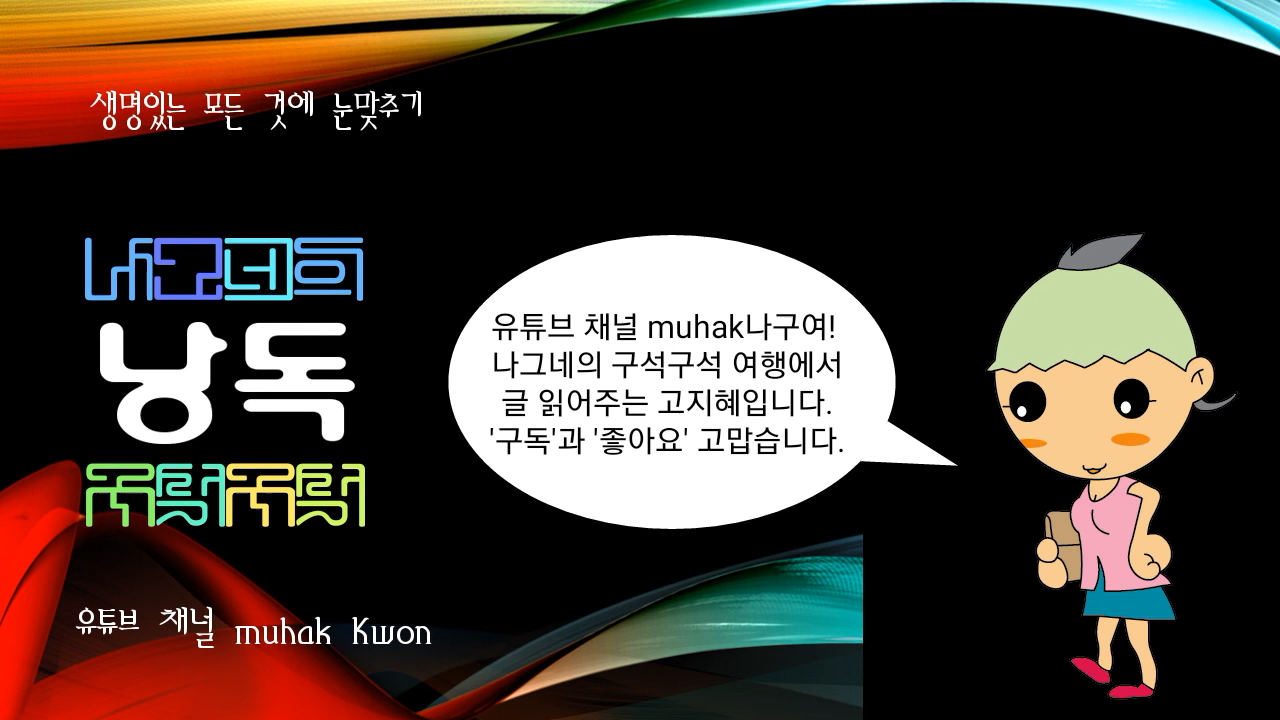 생명있는 모든 것에 눈맞추기
나그네의
낭독
구석구석
유튜브 채널 muhak나구여!
나그네의 구석구석 여행에서
글 읽어주는 고지혜입니다.
'구독'과 '좋아요' 고맙습니다.
유튜브 채널 muhak Kwon